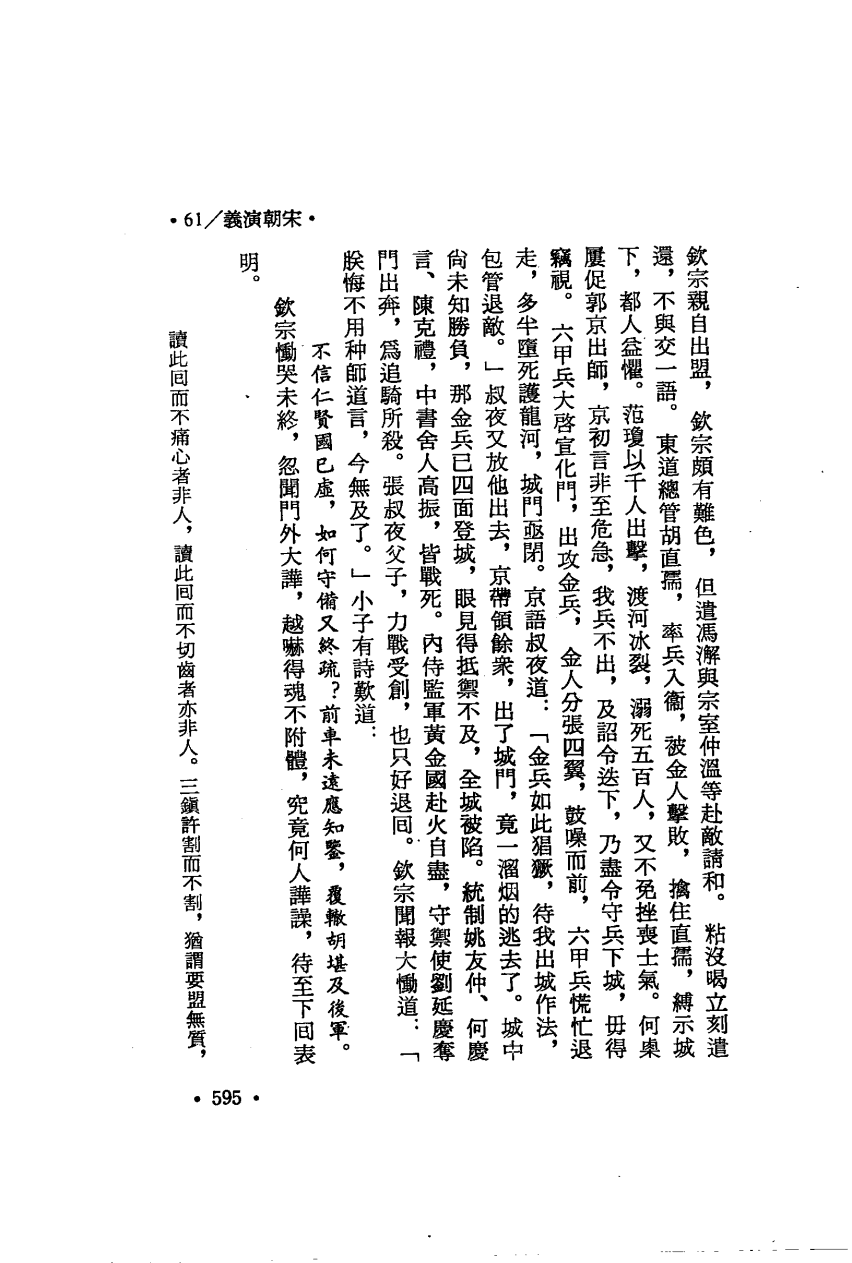 •宋朝演義／61•
欽宗親自出盟，欽宗頗有難色，但遣馮澥與宗室仲溫等赴敵請和。粘沒喝立刻遣
還，不與交一語。東道總管胡直孺，率兵入衞，被金人擊敗，擒住直孺，縛示城
下，都人益懼。范瓊以千人出擊，渡河冰裂，溺死五百人，又不免挫喪士氣。何㮚
屢促郭京出師，京初言非至危急，我兵不出，及詔令迭下，乃盡令守兵下城，毋得
竊視。六甲兵大啓宣化門，出攻金兵，金人分張四翼，鼓噪而前，六甲兵慌忙退
走，多半墮死護龍河，城門亟閉。京語叔夜道：「金兵如此猖獗，待我出城作法，
包管退敵。」叔夜又放他出去，京帶領餘衆，出了城門，竟一溜烟的逃去了。城中
尙未知勝負，那金兵已四面登城，眼見得抵禦不及，全城被陷。統制姚友仲、何慶
言、陳克禮，中書舍人高振，皆戰死。內侍監軍黃金國赴火自盡，守禦使劉延慶奪
門出奔，爲追騎所殺。張叔夜父子，力戰受創，也只好退囘。欽宗聞報大慟道：「
朕悔不用种師道言，今無及了。」小子有詩歎道：
不信仁賢國已虛，如何守備又終疏？前車未遠應知鑒，覆轍胡堪及後軍。
欽宗慟哭未終，忽聞門外大譁，越嚇得魂不附體，究竟何人譁譟，待至下囘表
明。
讀此囘而不痛心者非人，讀此囘而不切齒者亦非人。三鎭許割而不割，猶謂要盟無質，
•595•